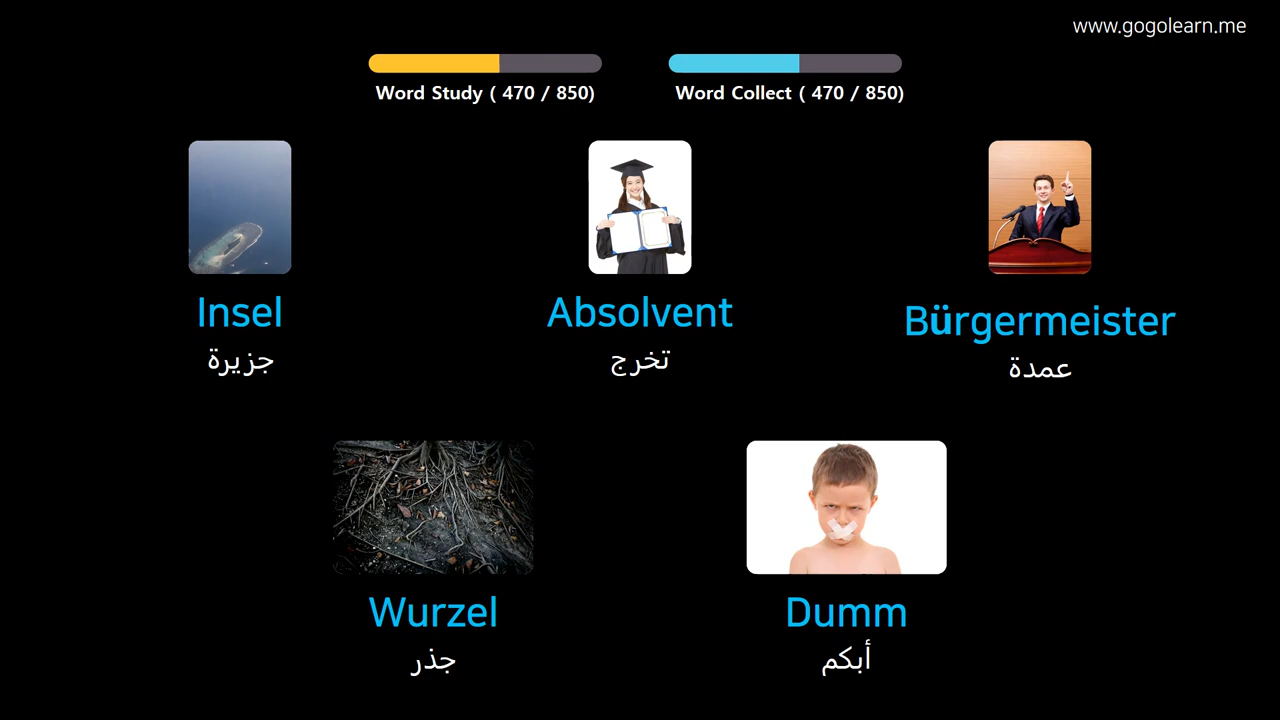 www.gogolearn.me
Word Study ( 470 / 850)
Word Collect ( 470 / 850)
Insel
جزيرة
Absolvent
تخرج
Bürgermeister
عمدة
Wurzel
جذر
Dumm
أبكم